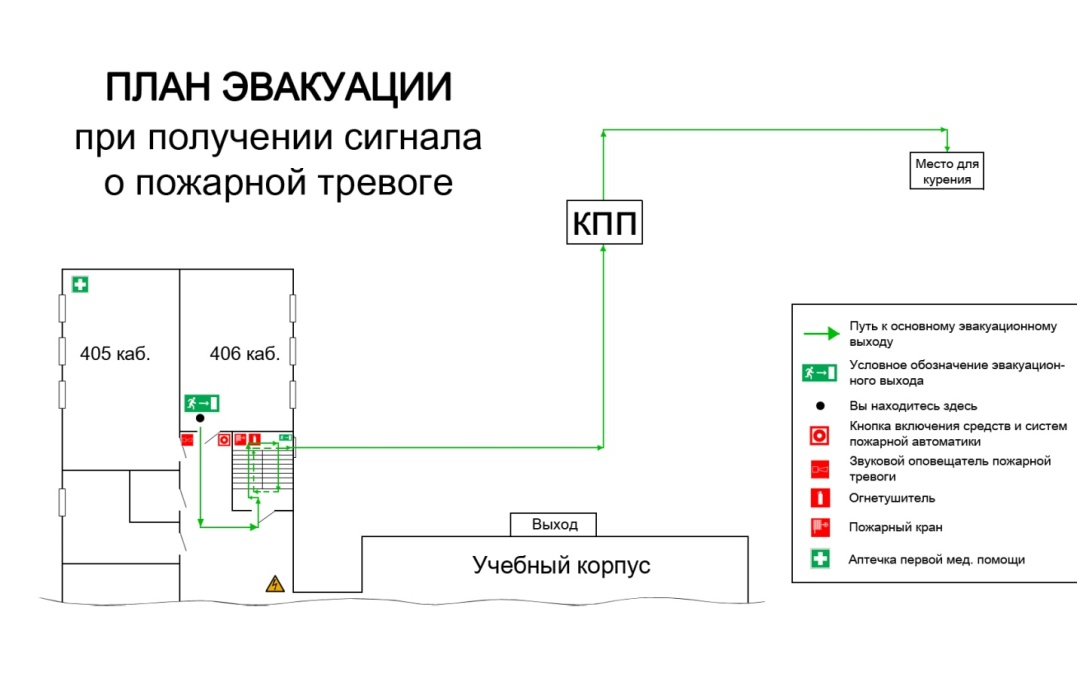 ПЛАН ЭВАКУАЦИИ
при получении сигнала
о пожарной тревоге
Место для
курения
КПП
405 каб.
406 каб.
Выход
Учебный корпус
Путь к основному эвакуационному
выходу
Условное обозначение эвакуацион-
ного выхода
Вы находитесь здесь
Кнопка включения средств и систем
пожарной автоматики
Звуковой оповещатель пожарной
тревоги
Огнетушитель
Пожарный кран
Аптечка первой мед. помощи